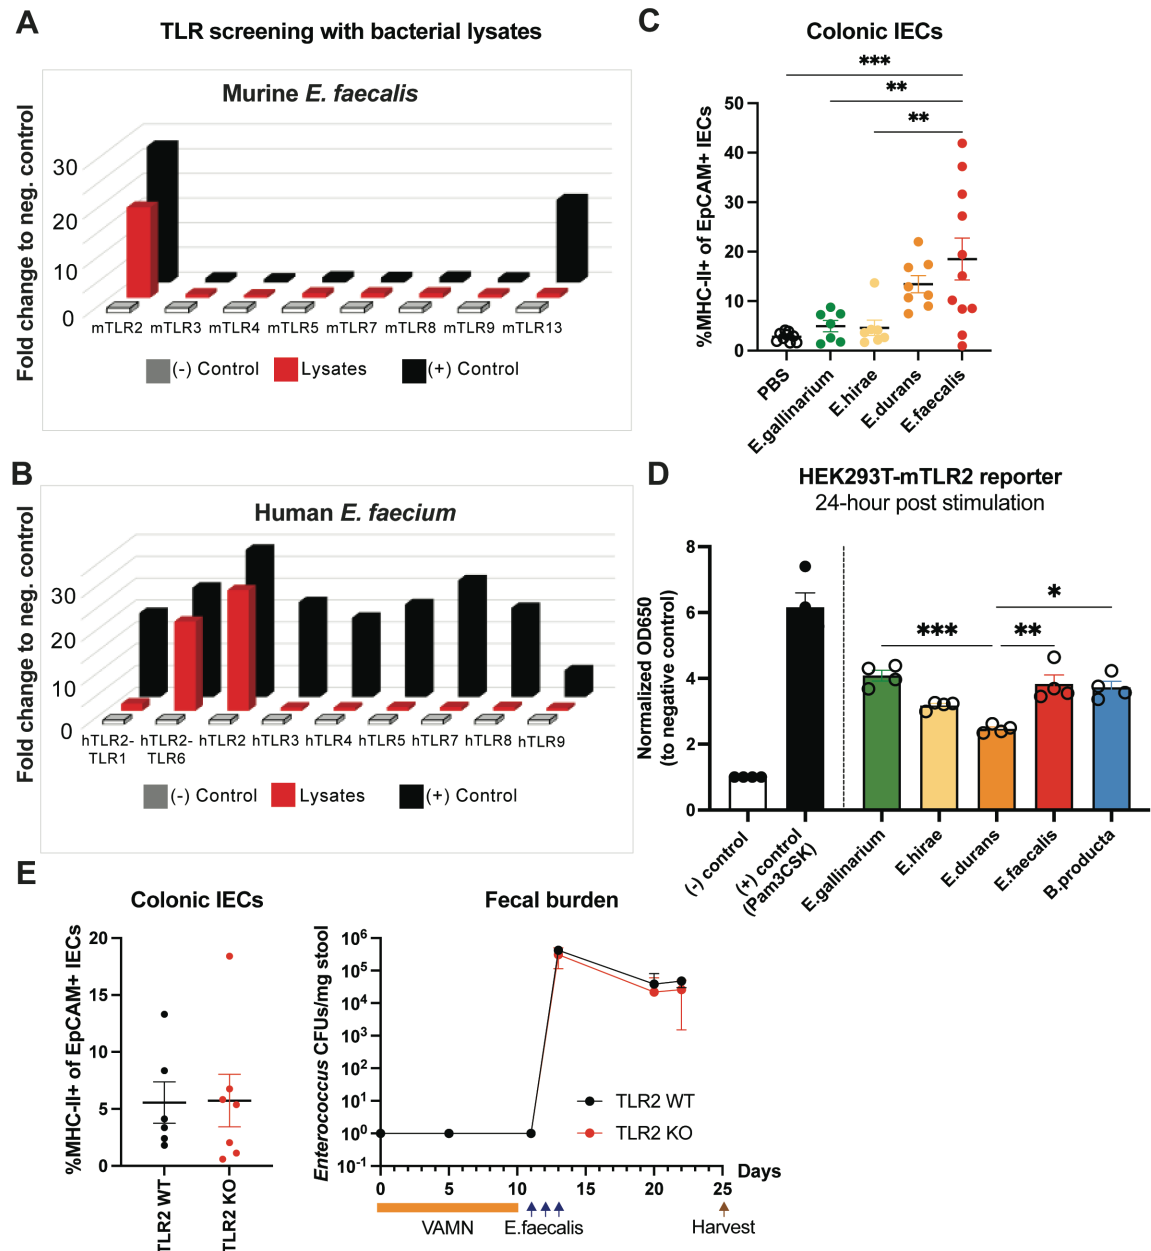 A
TLR screening with bacterial lysates
Murine E. faecalis
Fold change to neg. control
30
20
10
0
mTLR2 mTLR3 mTLR4 mTLR5 mTLR7 mTLR8 mTLR9 mTLR13
(-) Control Lysates (+) Control
B
Human E. faecium
Fold change to neg. control
30
20
10
0
hTLR2-TLR1 hTLR2-TLR6 hTLR2 hTLR3 hTLR4 hTLR5 hTLR7 hTLR8 hTLR9
(-) Control Lysates (+) Control
C
Colonic IECs
***
**
**
%MHC-II+ of EpCAM+ IECs
50
40
30
20
10
0
PBS
E.gallinarium
E.hirae
E.durans
E.faecalis
D
HEK293T-mTLR2 reporter
24-hour post stimulation
Normalized OD650
(to negative control)
8
6
4
2
0
*
*** **
(-) control
(+) control
(Pam3CSK)
E.gallinarium
E.hirae
E.durans
E.faecalis
B.producta
E
Colonic IECs
%MHC-II+ of EpCAM+ IECs
20
15
10
5
0
TLR2 WT
TLR2 KO
Fecal burden
Enterococcus CFUs/mg stool
10⁶
10⁵
10⁴
10³
10²
10¹
10⁰
10⁻¹
TLR2 WT
TLR2 KO
0 5 10 15 20 25 Days
VAMN E.faecalis Harvest